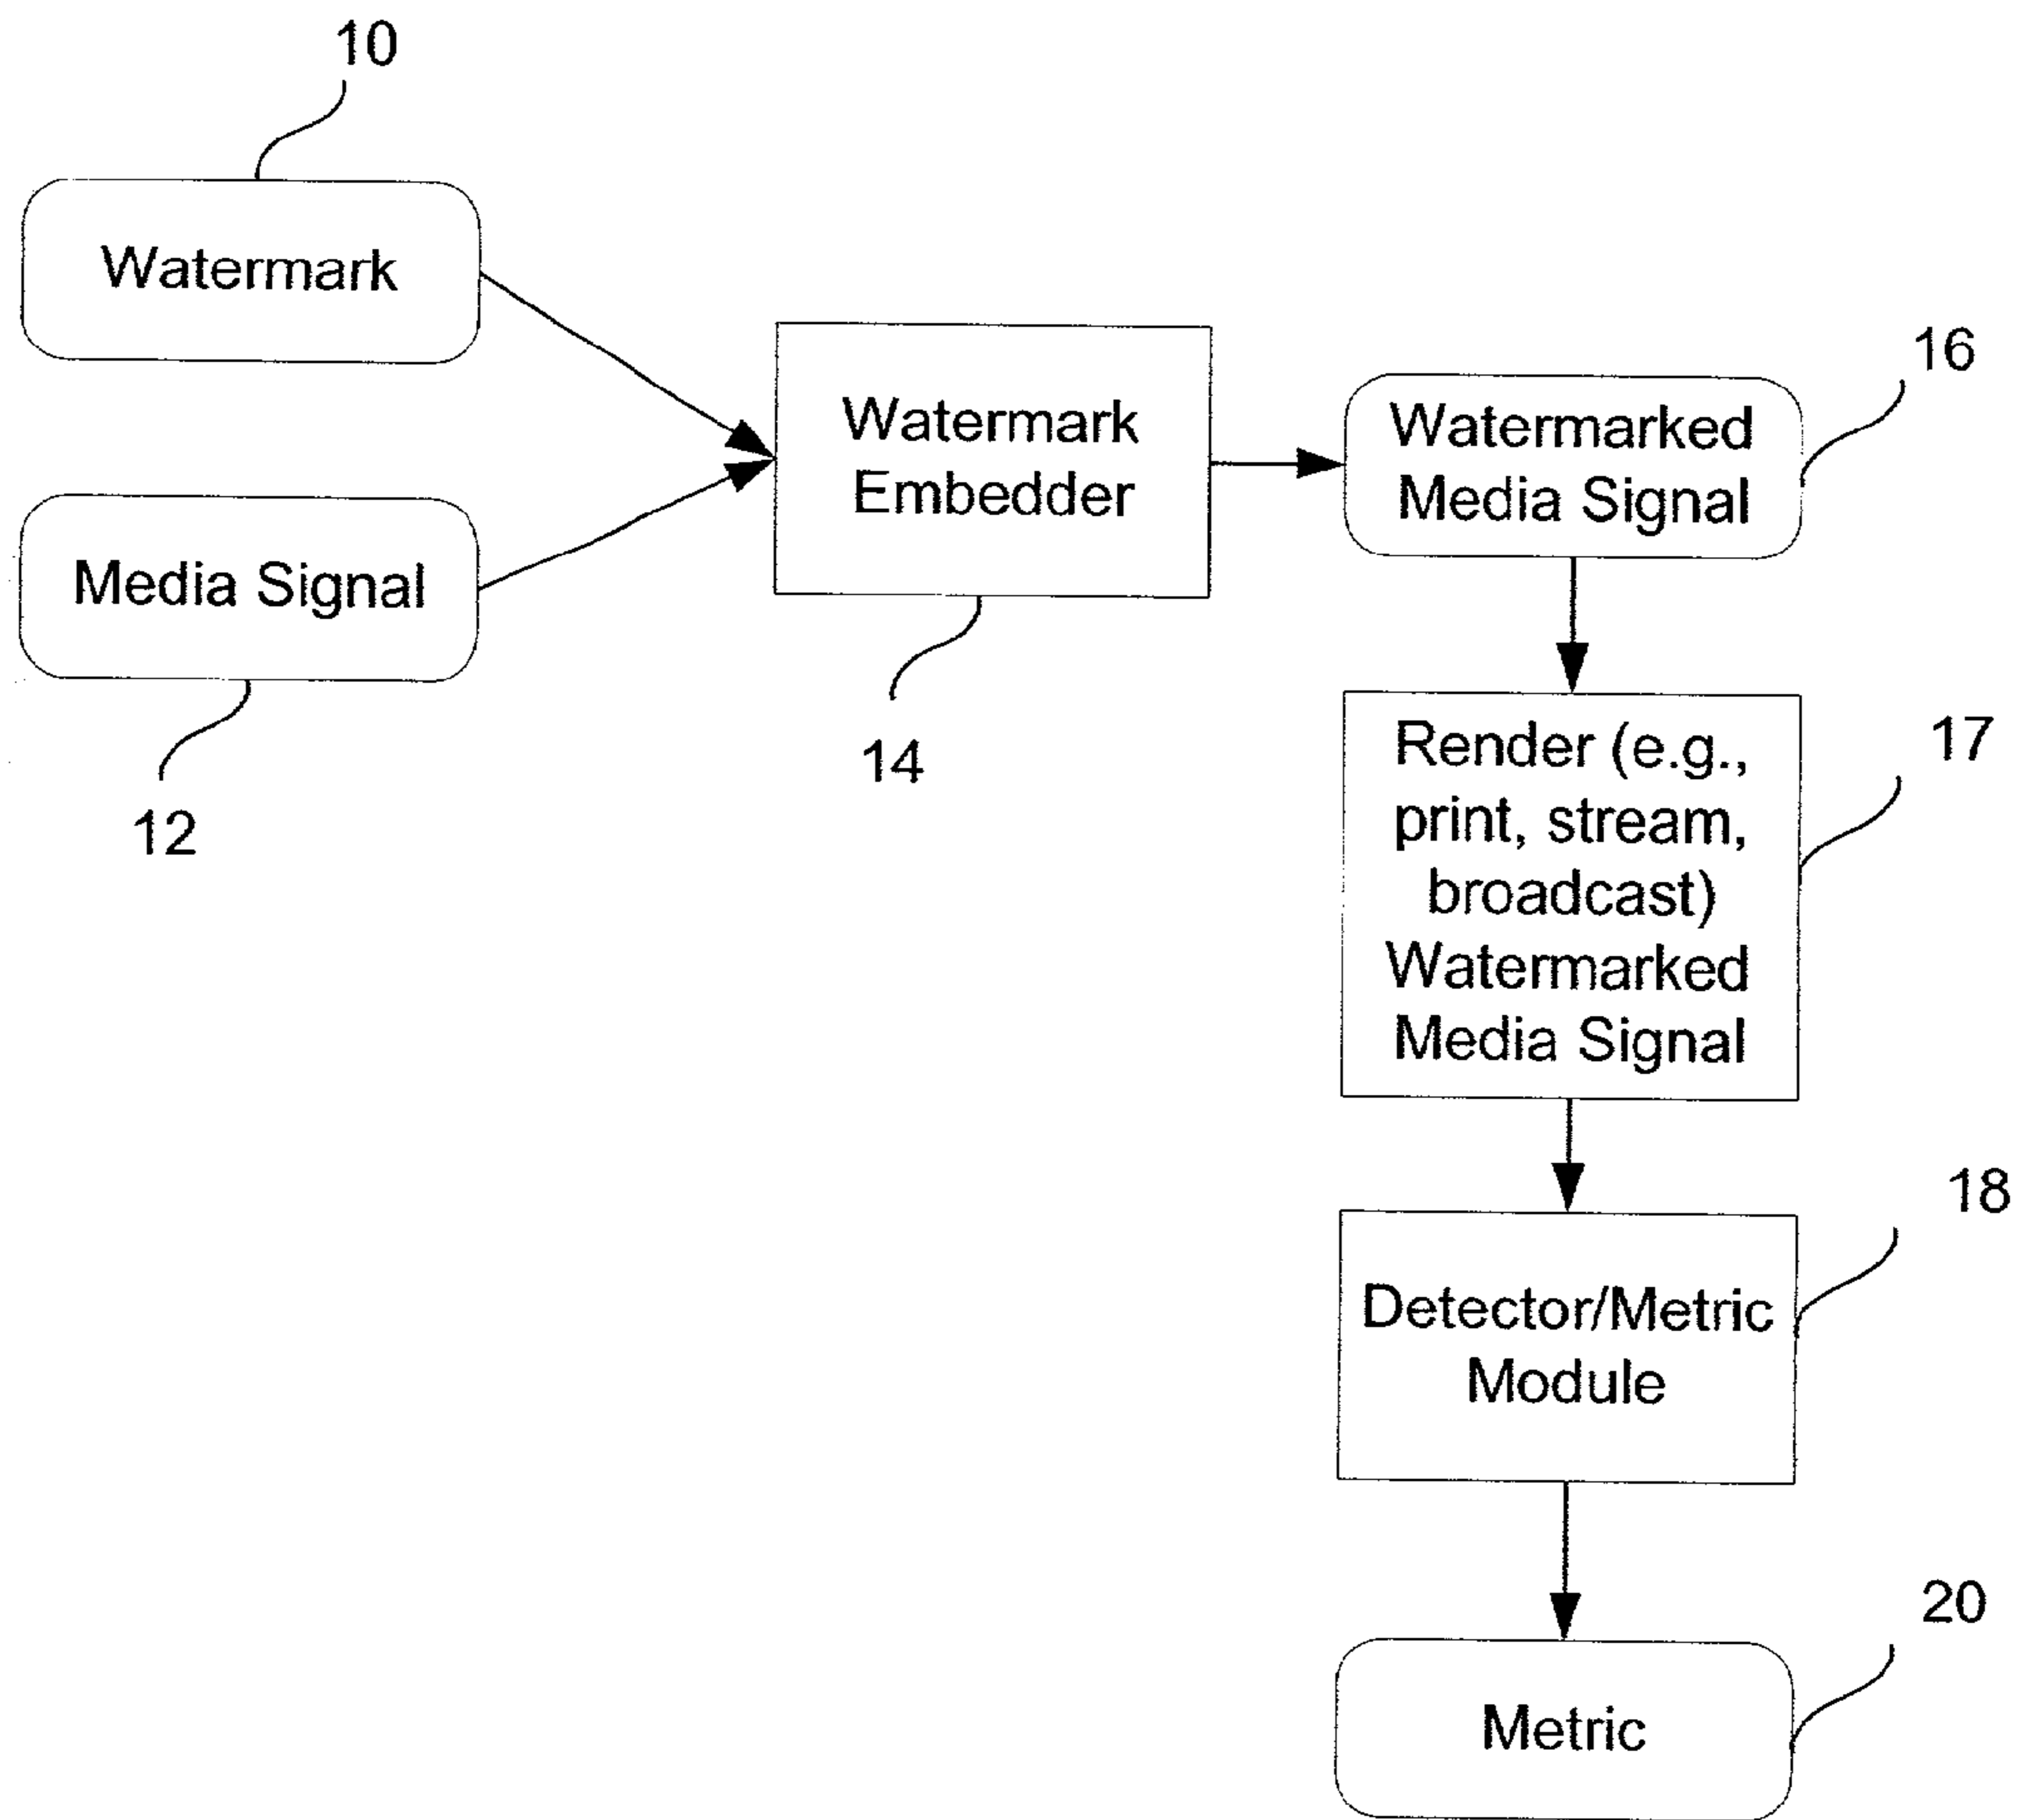 10
Watermark
Media Signal
12
Watermark
Embedder
14
Watermarked
Media Signal
16
Render (e.g.,
print, stream,
broadcast)
Watermarked
Media Signal
17
Detector/Metric
Module
18
Metric
20